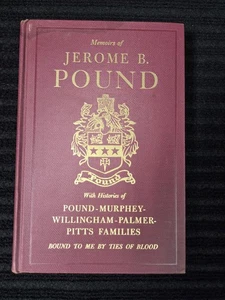 Memoirs of
JEROME B.
POUND
POUND
With Histories of
POUND-MURPHEY-
WILLINGHAM-PALMER-
PITTS FAMILIES
BOUND TO ME BY TIES OF BLOOD